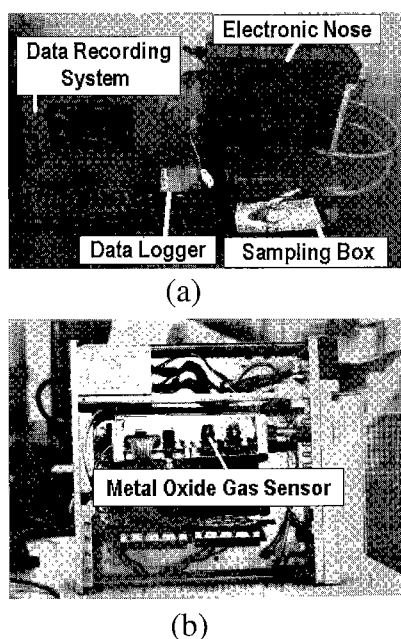 Electronic Nose
Data Recording
System
Data Logger
Sampling Box
(a)
Metal Oxide Gas Sensor
(b)